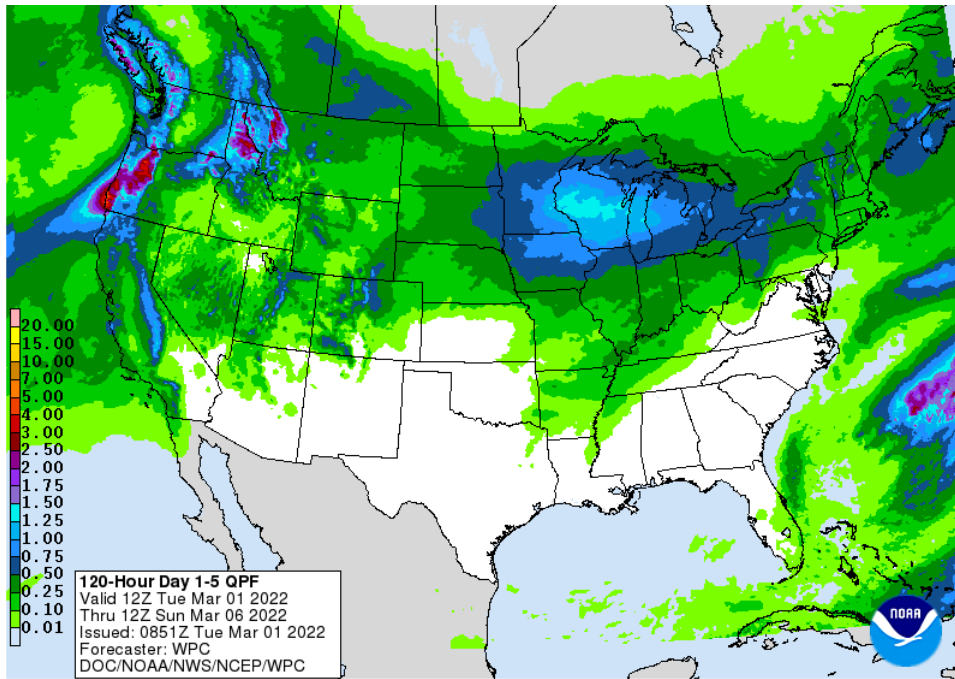 20.00
15.00
10.00
7.00
5.00
4.00
3.00
2.50
2.00
1.75
1.50
1.25
1.00
0.75
0.50
0.25
0.10
0.01
120-Hour Day 1-5 QPF
Valid 12Z Tue Mar 01 2022
Thru 12Z Sun Mar 06 2022
Issued: 0851Z Tue Mar 01 2022
Forecaster: WPC
DOC/NOAA/NWS/NCEP/WPC
NOAA